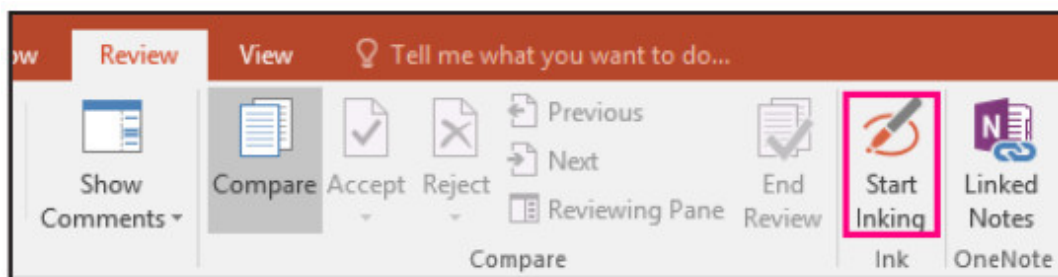 ow Review View Tell me what you want to do...
Show Comments
Compare
Accept
Reject
Previous
Next
Reviewing Pane
End Review
Start Inking
N
Linked Notes
Compare Ink OneNote